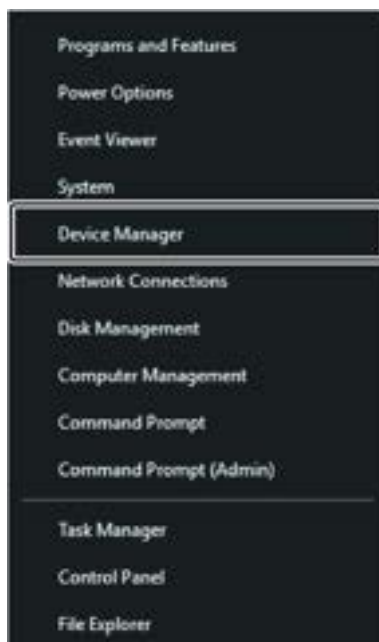 Programs and Features
Power Options
Event Viewer
System
Device Manager
Network Connections
Disk Management
Computer Management
Command Prompt
Command Prompt (Admin)
Task Manager
Control Panel
File Explorer